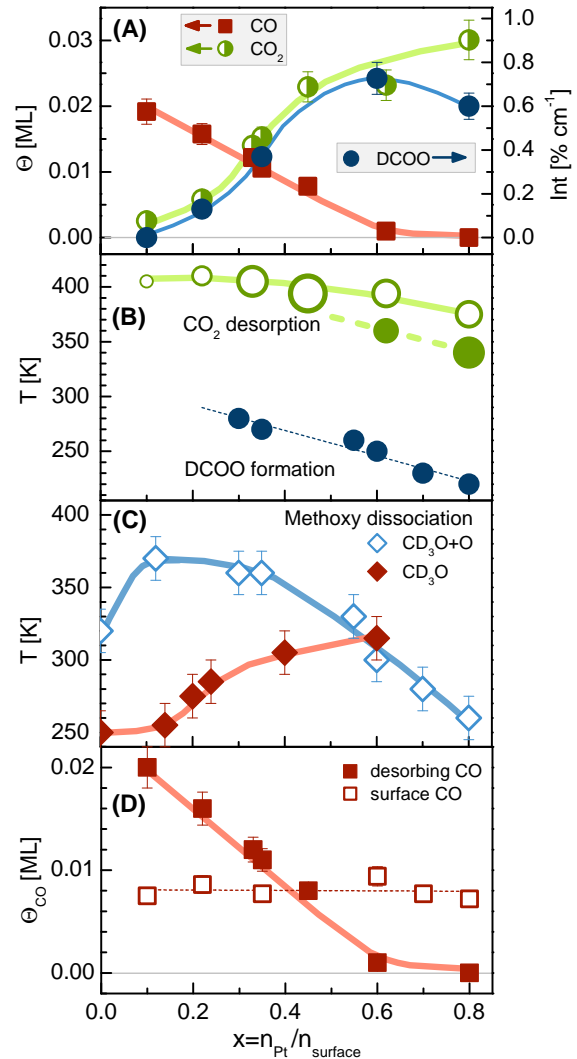 (A)
CO
CO₂
DCOO
Θ [ML]
0.03
0.02
0.01
0.00
Int [% cm⁻¹]
1.0
0.8
0.6
0.4
0.2
0.0
(B)
CO₂ desorption
DCOO formation
T [K]
400
350
300
250
(C)
Methoxy dissociation
CD₃O+O
CD₃O
T [K]
400
350
300
250
(D)
desorbing CO
surface CO
Θ_CO [ML]
0.02
0.01
0.00
0.0 0.2 0.4 0.6 0.8
x=n_Pt/n_surface